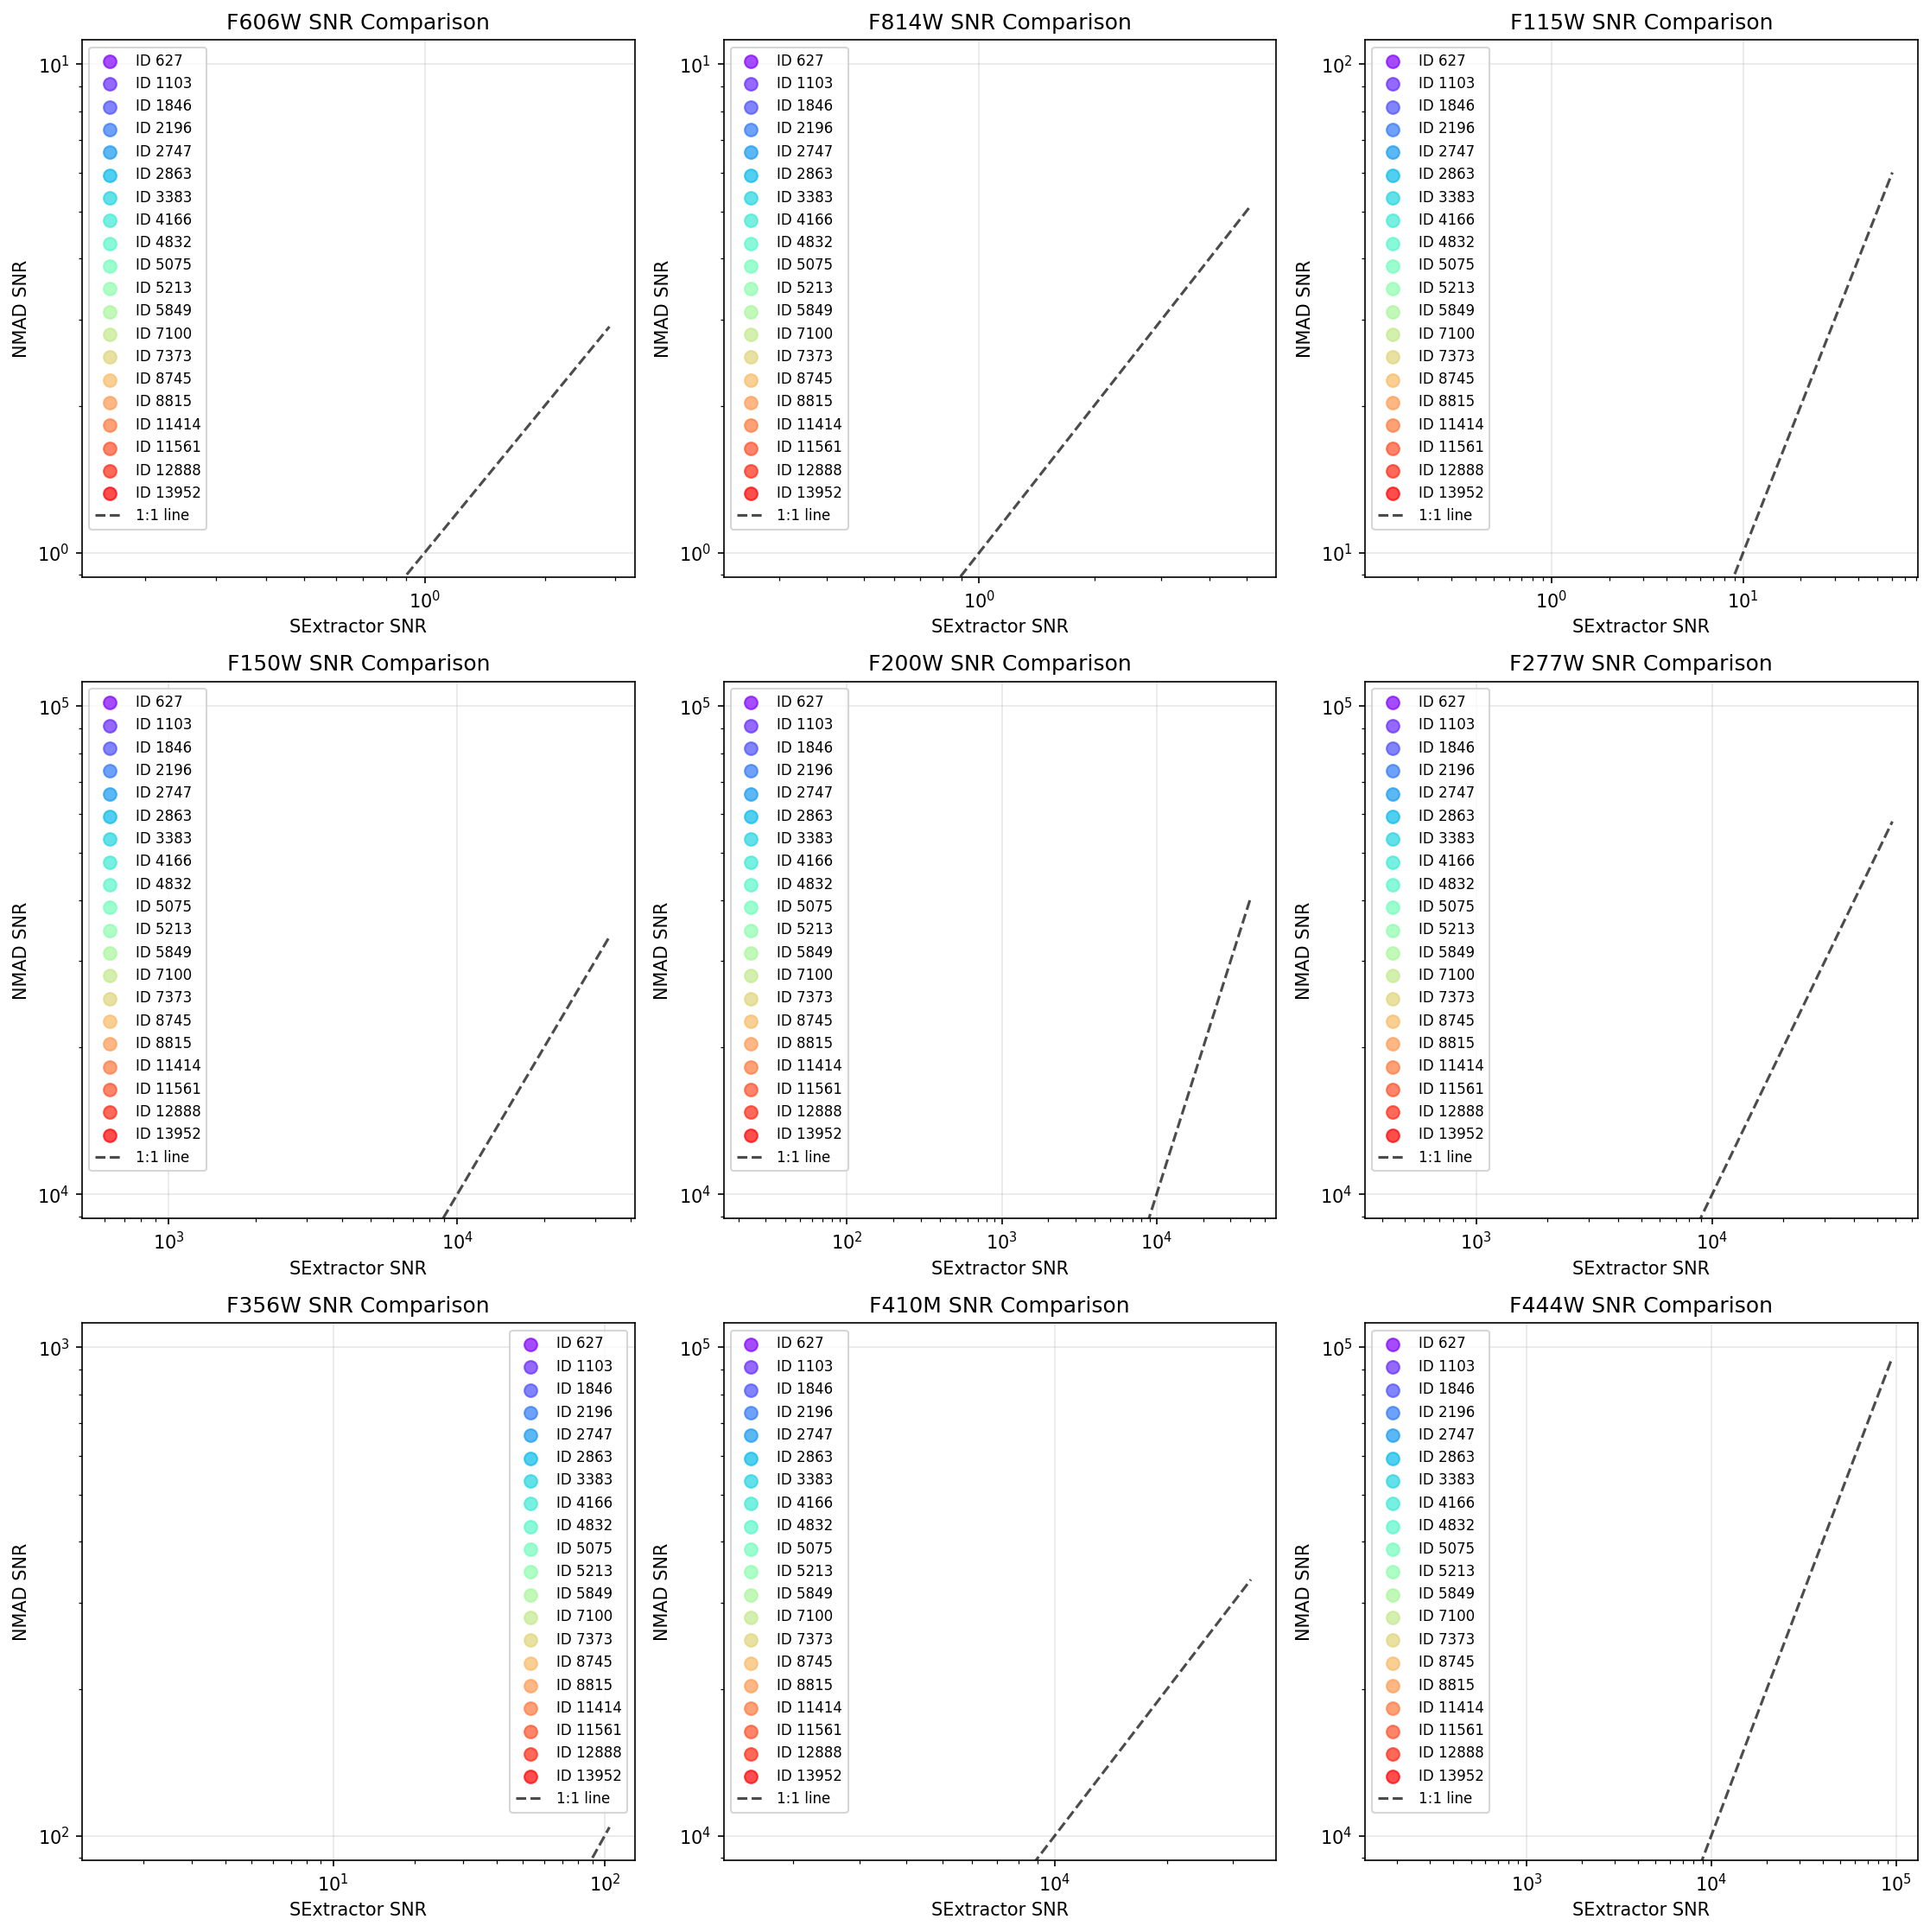 F606W SNR Comparison
NMAD SNR
10¹
10⁰
ID 627
ID 1103
ID 1846
ID 2196
ID 2747
ID 2863
ID 3383
ID 4166
ID 4832
ID 5075
ID 5213
ID 5849
ID 7100
ID 7373
ID 8745
ID 8815
ID 11414
ID 11561
ID 12888
ID 13952
1:1 line
10⁰
SExtractor SNR
F814W SNR Comparison
NMAD SNR
10¹
10⁰
ID 627
ID 1103
ID 1846
ID 2196
ID 2747
ID 2863
ID 3383
ID 4166
ID 4832
ID 5075
ID 5213
ID 5849
ID 7100
ID 7373
ID 8745
ID 8815
ID 11414
ID 11561
ID 12888
ID 13952
1:1 line
10⁰
SExtractor SNR
F115W SNR Comparison
NMAD SNR
10²
10¹
ID 627
ID 1103
ID 1846
ID 2196
ID 2747
ID 2863
ID 3383
ID 4166
ID 4832
ID 5075
ID 5213
ID 5849
ID 7100
ID 7373
ID 8745
ID 8815
ID 11414
ID 11561
ID 12888
ID 13952
1:1 line
10⁰ 10¹
SExtractor SNR
F150W SNR Comparison
NMAD SNR
10⁵
10⁴
ID 627
ID 1103
ID 1846
ID 2196
ID 2747
ID 2863
ID 3383
ID 4166
ID 4832
ID 5075
ID 5213
ID 5849
ID 7100
ID 7373
ID 8745
ID 8815
ID 11414
ID 11561
ID 12888
ID 13952
1:1 line
10³ 10⁴
SExtractor SNR
F200W SNR Comparison
NMAD SNR
10⁵
10⁴
ID 627
ID 1103
ID 1846
ID 2196
ID 2747
ID 2863
ID 3383
ID 4166
ID 4832
ID 5075
ID 5213
ID 5849
ID 7100
ID 7373
ID 8745
ID 8815
ID 11414
ID 11561
ID 12888
ID 13952
1:1 line
10² 10³ 10⁴
SExtractor SNR
F277W SNR Comparison
NMAD SNR
10⁵
10⁴
ID 627
ID 1103
ID 1846
ID 2196
ID 2747
ID 2863
ID 3383
ID 4166
ID 4832
ID 5075
ID 5213
ID 5849
ID 7100
ID 7373
ID 8745
ID 8815
ID 11414
ID 11561
ID 12888
ID 13952
1:1 line
10³ 10⁴
SExtractor SNR
F356W SNR Comparison
NMAD SNR
10³
10²
ID 627
ID 1103
ID 1846
ID 2196
ID 2747
ID 2863
ID 3383
ID 4166
ID 4832
ID 5075
ID 5213
ID 5849
ID 7100
ID 7373
ID 8745
ID 8815
ID 11414
ID 11561
ID 12888
ID 13952
1:1 line
10¹ 10²
SExtractor SNR
F410M SNR Comparison
NMAD SNR
10⁵
10⁴
ID 627
ID 1103
ID 1846
ID 2196
ID 2747
ID 2863
ID 3383
ID 4166
ID 4832
ID 5075
ID 5213
ID 5849
ID 7100
ID 7373
ID 8745
ID 8815
ID 11414
ID 11561
ID 12888
ID 13952
1:1 line
10⁴
SExtractor SNR
F444W SNR Comparison
NMAD SNR
10⁵
10⁴
ID 627
ID 1103
ID 1846
ID 2196
ID 2747
ID 2863
ID 3383
ID 4166
ID 4832
ID 5075
ID 5213
ID 5849
ID 7100
ID 7373
ID 8745
ID 8815
ID 11414
ID 11561
ID 12888
ID 13952
1:1 line
10³ 10⁴ 10⁵
SExtractor SNR